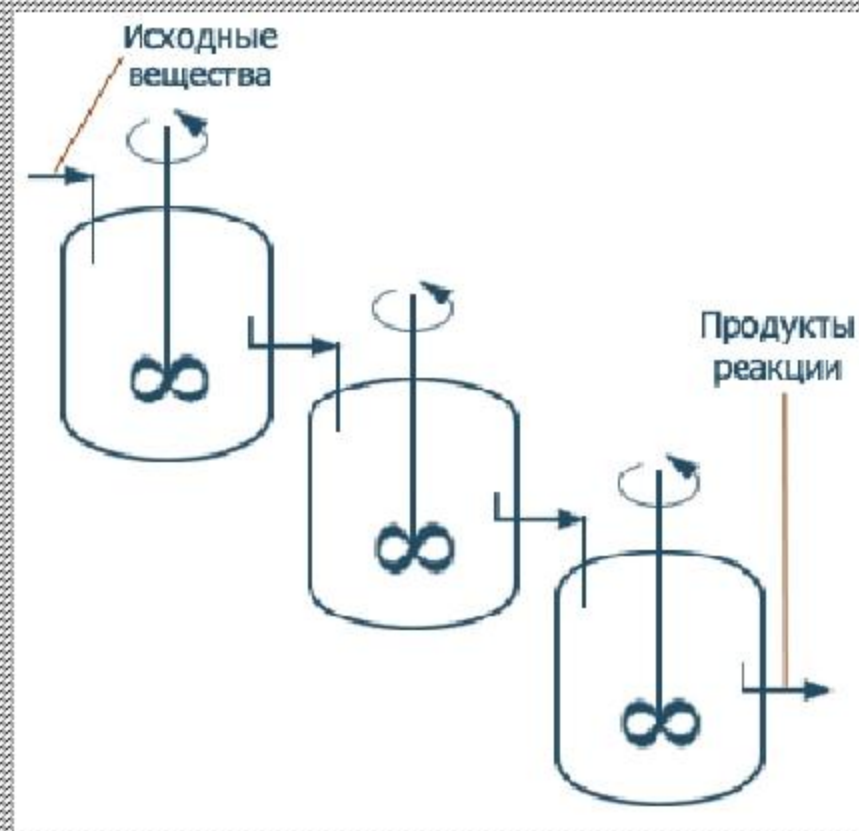 Исходные
вещества
Продукты
реакции